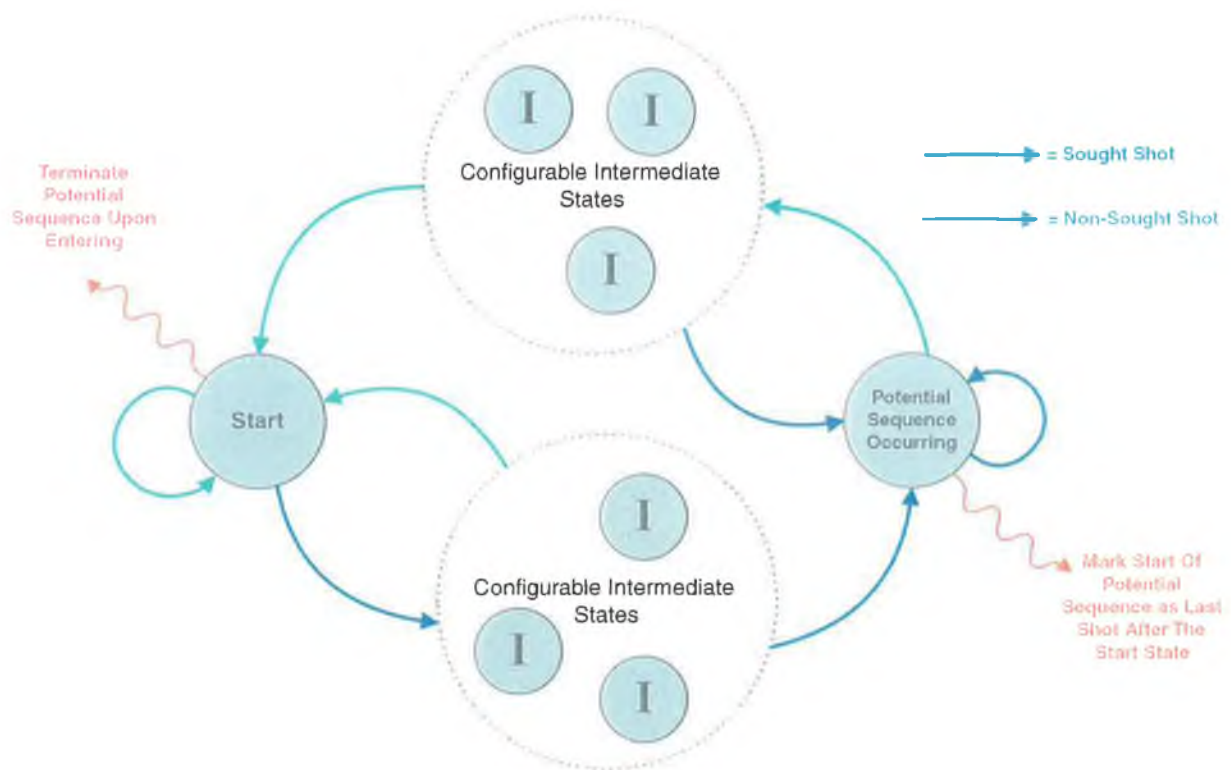 I
I
Configurable Intermediate
States
I
= Sought Shot
= Non-Sought Shot
Terminate
Potential
Sequence Upon
Entering
Start
Potential
Sequence
Occurring
I
Configurable Intermediate
States
I
I
Mark Start Of
Potential
Sequence as Last
Shot After The
Start State